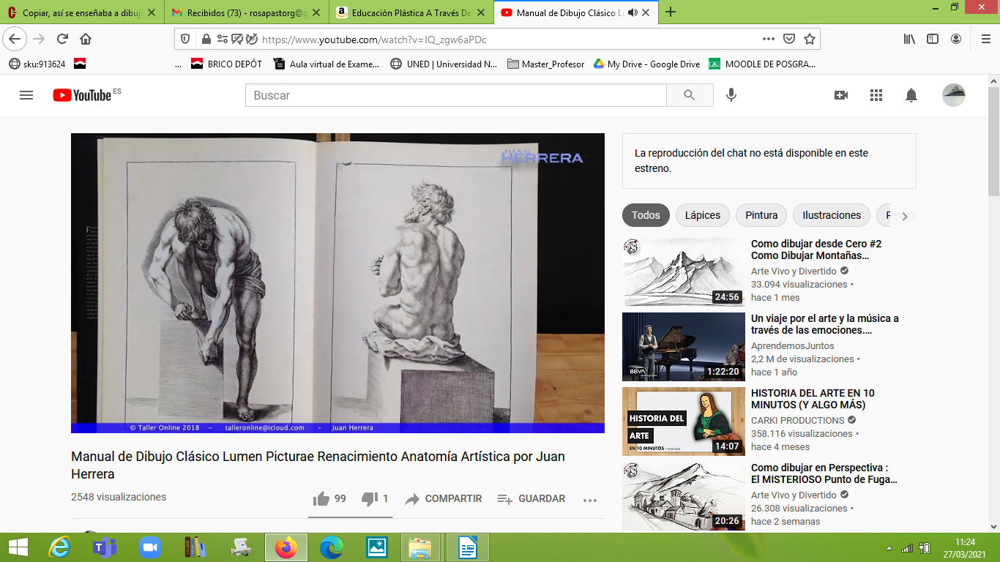 Copiar, así se enseñaba a dibuja
Recibidos (73) - rosapastorg@g
Educación Plástica A Través De
Manual de Dibujo Clásico Lu
https://www.youtube.com/watch?v=IQ_zgw6aPDc
sku:913624
...
BRICO DEPÔT
Aula virtual de Exame...
UNED | Universidad N...
Master_Profesor
My Drive - Google Drive
MOODLE DE POSGRA...
YouTube ES
Buscar
JUAN
HERRERA
© Taller Online 2018 – talleronline@icloud.com – Juan Herrera
Manual de Dibujo Clásico Lumen Picturae Renacimiento Anatomía Artística por Juan
Herrera
2548 visualizaciones
99
1
COMPARTIR
GUARDAR
La reproducción del chat no está disponible en este
estreno.
Todos
Lápices
Pintura
Ilustraciones
Como dibujar desde Cero #2
Como Dibujar Montañas...
Arte Vivo y Divertido
33.094 visualizaciones •
hace 1 mes
24:56
Un viaje por el arte y la música a
través de las emociones....
AprendemosJuntos
2,2 M de visualizaciones •
hace 1 año
BBVA
1:22:20
HISTORIA DEL ARTE EN 10
MINUTOS (Y ALGO MÁS)
CARKI PRODUCTIONS
358.116 visualizaciones •
hace 4 meses
HISTORIA DEL
ARTE
EN 10 MINUTOS Y ALGO MÁS
14:07
Como dibujar en Perspectiva :
El MISTERIOSO Punto de Fuga...
Arte Vivo y Divertido
26.308 visualizaciones •
hace 2 semanas
20:26
11:24
27/03/2021